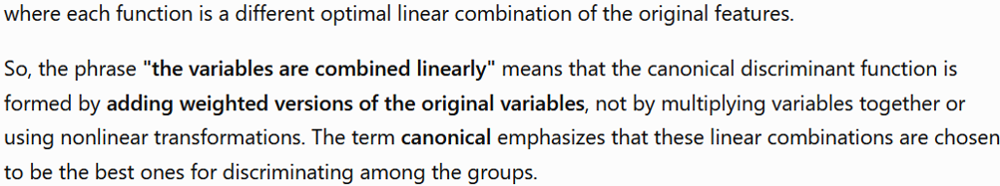 where each function is a different optimal linear combination of the original features.
So, the phrase "the variables are combined linearly" means that the canonical discriminant function is
formed by adding weighted versions of the original variables, not by multiplying variables together or
using nonlinear transformations. The term canonical emphasizes that these linear combinations are chosen
to be the best ones for discriminating among the groups.